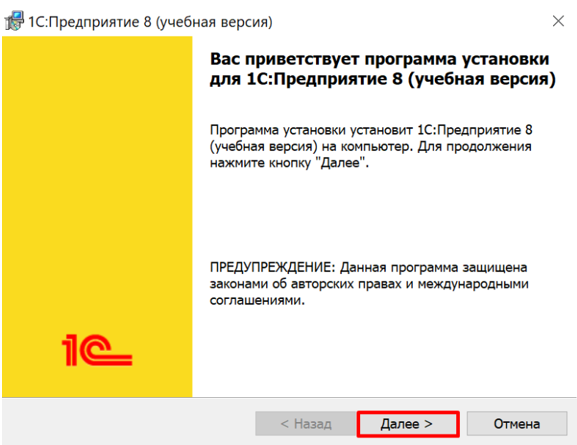 1С:Предприятие 8 (учебная версия)
Вас приветствует программа установки
для 1С:Предприятие 8 (учебная версия)
Программа установки установит 1С:Предприятие 8
(учебная версия) на компьютер. Для продолжения
нажмите кнопку "Далее".
ПРЕДУПРЕЖДЕНИЕ: Данная программа защищена
законами об авторских правах и международными
соглашениями.
1С
< Назад
Далее >
Отмена